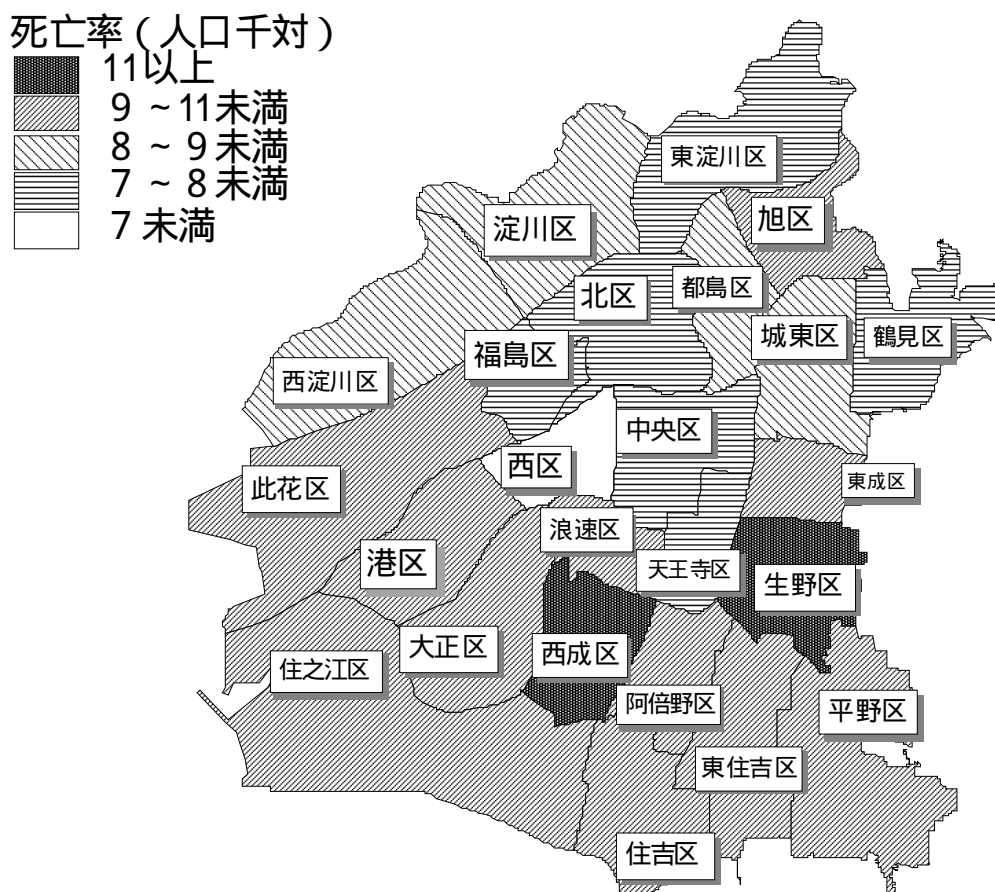 死亡率(人口千対)
11以上
9 ~11未満
8 ~ 9未満
7 ~ 8未満
7 未満
東淀川区
旭区
淀川区
都島区
北区
城東区
鶴見区
福島区
西淀川区
中央区
西区
東成区
此花区
浪速区
港区
天王寺区
生野区
大正区
西成区
住之江区
阿倍野区
平野区
東住吉区
住吉区